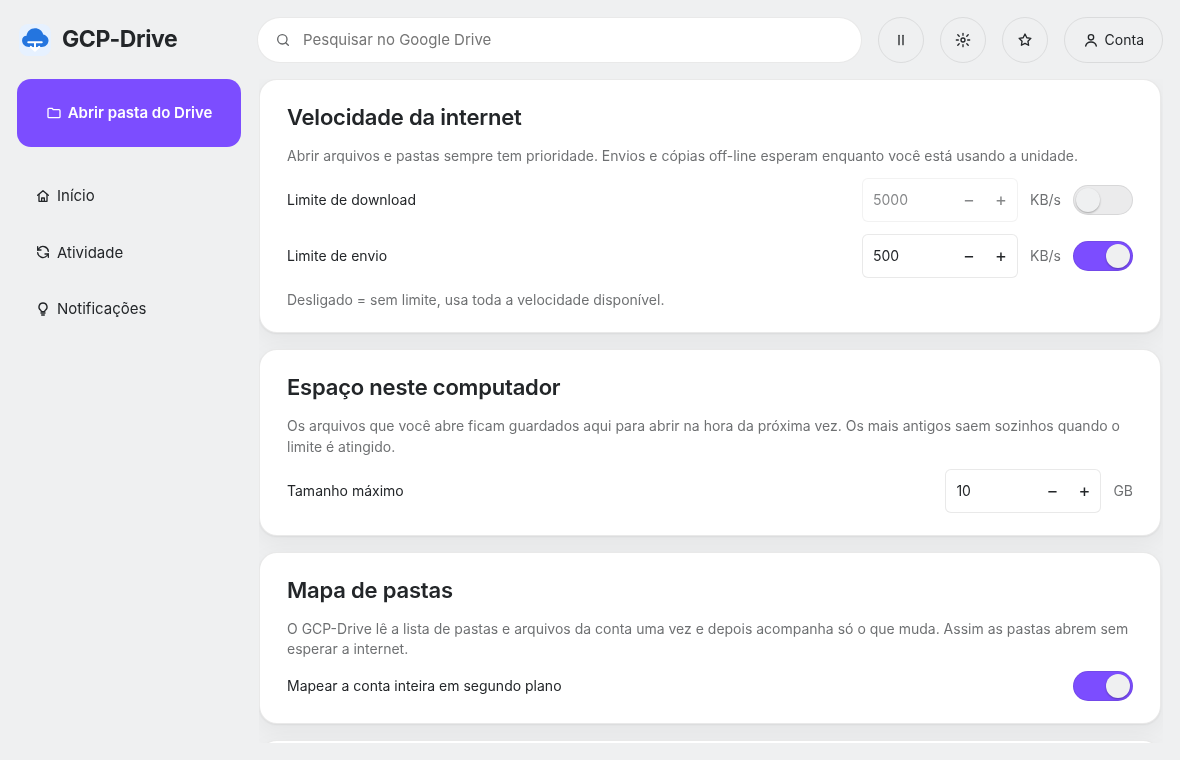 GCP-Drive
Pesquisar no Google Drive
Conta
Abrir pasta do Drive
Início
Atividade
Notificações
Velocidade da internet
Abrir arquivos e pastas sempre tem prioridade. Envios e cópias off-line esperam enquanto você está usando a unidade.
Limite de download
5000 − + KB/s
Limite de envio
500 − + KB/s
Desligado = sem limite, usa toda a velocidade disponível.
Espaço neste computador
Os arquivos que você abre ficam guardados aqui para abrir na hora da próxima vez. Os mais antigos saem sozinhos quando o
limite é atingido.
Tamanho máximo
10 − + GB
Mapa de pastas
O GCP-Drive lê a lista de pastas e arquivos da conta uma vez e depois acompanha só o que muda. Assim as pastas abrem sem
esperar a internet.
Mapear a conta inteira em segundo plano